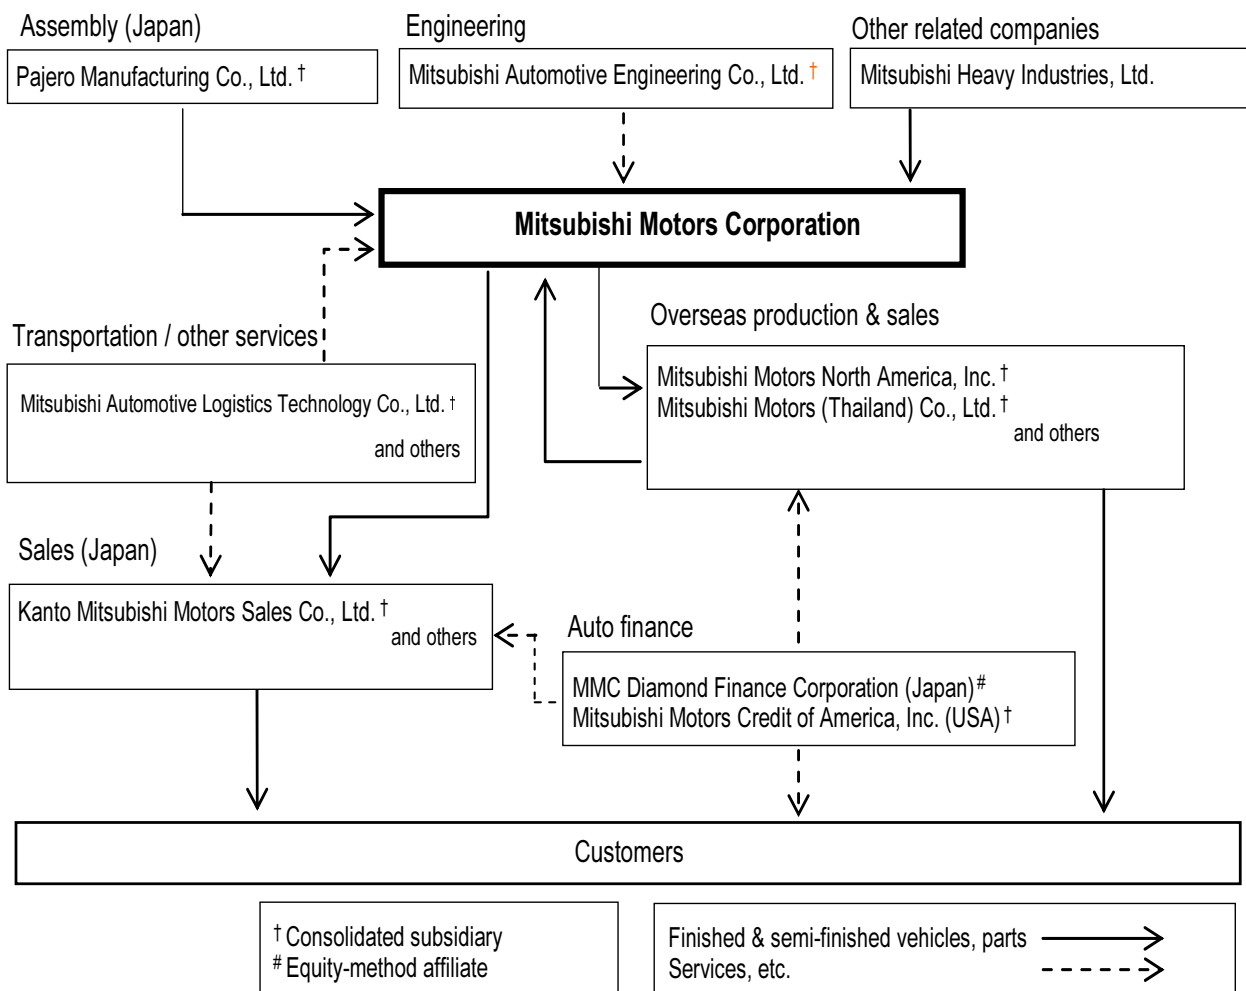 Assembly (Japan)
Pajero Manufacturing Co., Ltd. †
Engineering
Mitsubishi Automotive Engineering Co., Ltd. †
Other related companies
Mitsubishi Heavy Industries, Ltd.
Mitsubishi Motors Corporation
Transportation / other services
Mitsubishi Automotive Logistics Technology Co., Ltd. †
and others
Overseas production & sales
Mitsubishi Motors North America, Inc. †
Mitsubishi Motors (Thailand) Co., Ltd. †
and others
Sales (Japan)
Kanto Mitsubishi Motors Sales Co., Ltd. †
and others
Auto finance
MMC Diamond Finance Corporation (Japan) #
Mitsubishi Motors Credit of America, Inc. (USA) †
Customers
† Consolidated subsidiary
# Equity-method affiliate
Finished & semi-finished vehicles, parts
Services, etc.